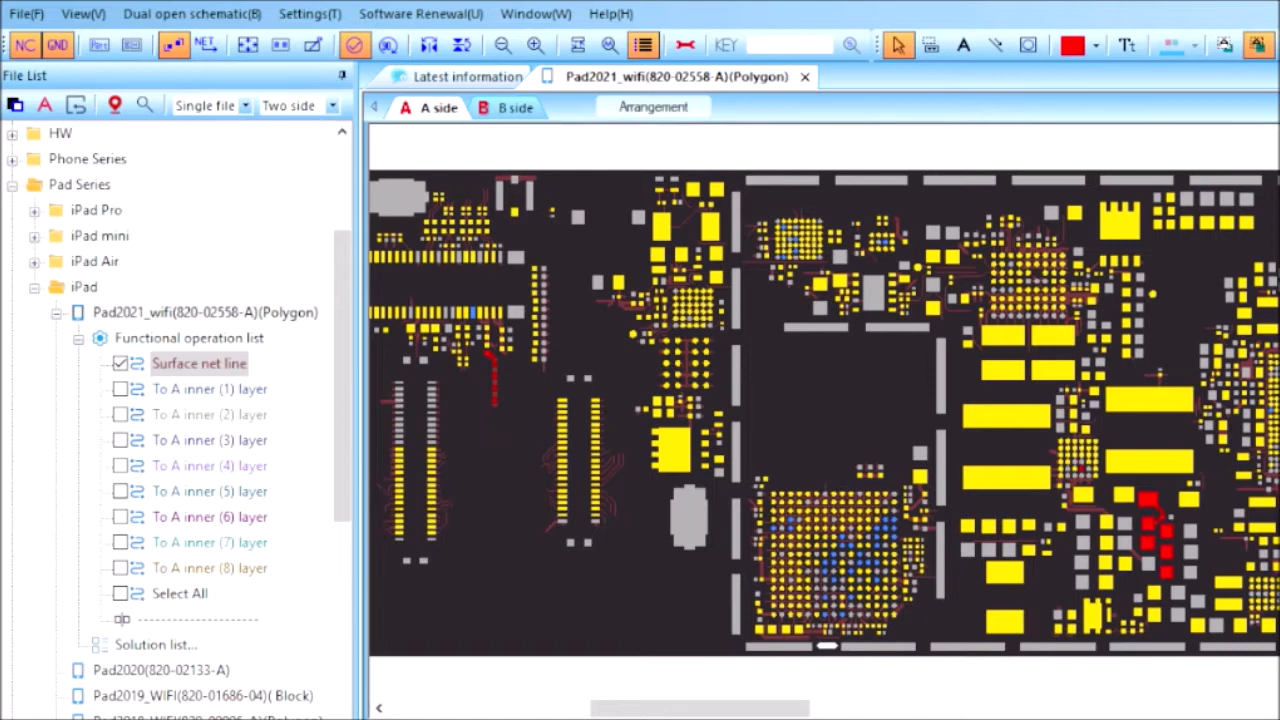 File(F) View(V) Dual open schematic(B) Settings(T) Software Renewal(U) Window(W) Help(H)
NC GND NET KEY A Tt
File List
Latest information
Pad2021_wifi(820-02558-A)(Polygon)
A Single file Two side
A A side B B side Arrangement
HW
Phone Series
Pad Series
iPad Pro
iPad mini
iPad Air
iPad
Pad2021_wifi(820-02558-A)(Polygon)
Functional operation list
Surface net line
To A inner (1) layer
To A inner (2) layer
To A inner (3) layer
To A inner (4) layer
To A inner (5) layer
To A inner (6) layer
To A inner (7) layer
To A inner (8) layer
Select All
Solution list...
Pad2020(820-02133-A)
Pad2019_WIFI(820-01686-04)( Block)